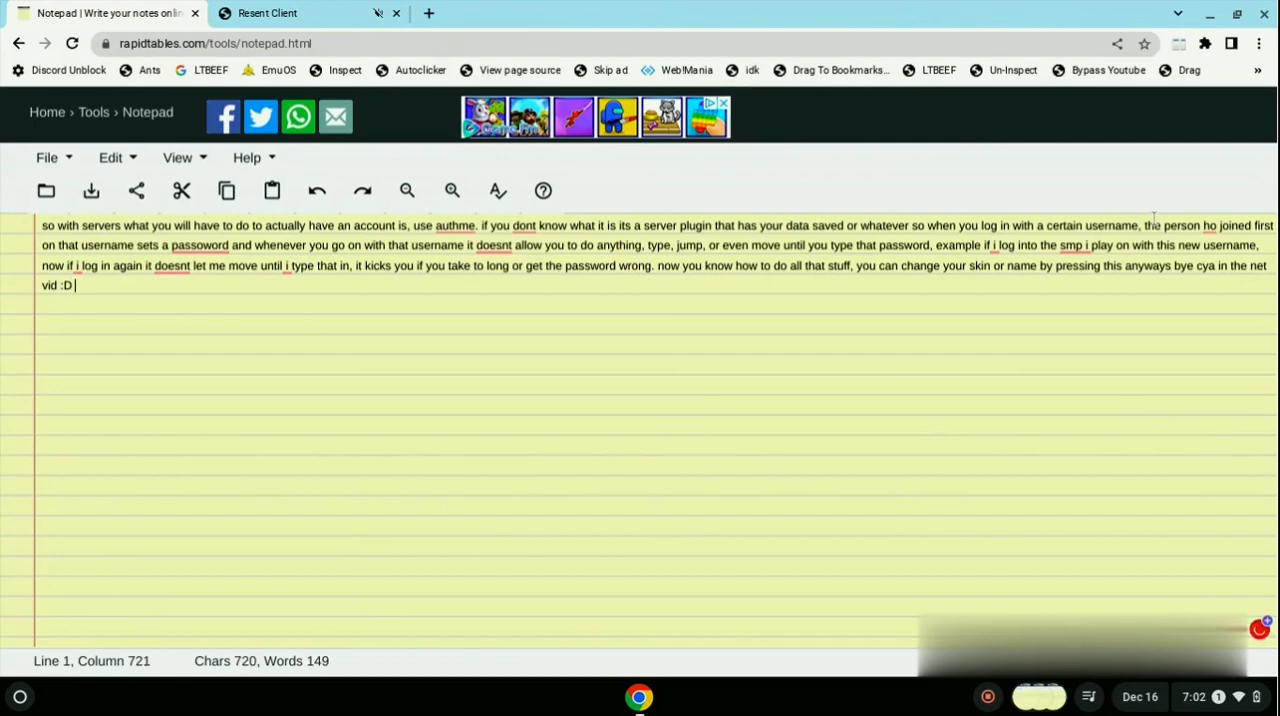 Notepad | Write your notes onlin
Resent Client
rapidtables.com/tools/notepad.html
Discord Unblock Ants LTBEEF EmuOS Inspect Autoclicker View page source Skip ad Web!Mania idk Drag To Bookmarks... LTBEEF Un-Inspect Bypass Youtube Drag »
Home › Tools › Notepad
File Edit View Help
so with servers what you will have to do to actually have an account is, use authme. if you dont know what it is its a server plugin that has your data saved or whatever so when you log in with a certain username, the person ho joined first
on that username sets a passoword and whenever you go on with that username it doesnt allow you to do anything, type, jump, or even move until you type that password, example if i log into the smp i play on with this new username,
now if i log in again it doesnt let me move until i type that in, it kicks you if you take to long or get the password wrong. now you know how to do all that stuff, you can change your skin or name by pressing this anyways bye cya in the net
vid :D
Line 1, Column 721 Chars 720, Words 149
Dec 16 7:02 1